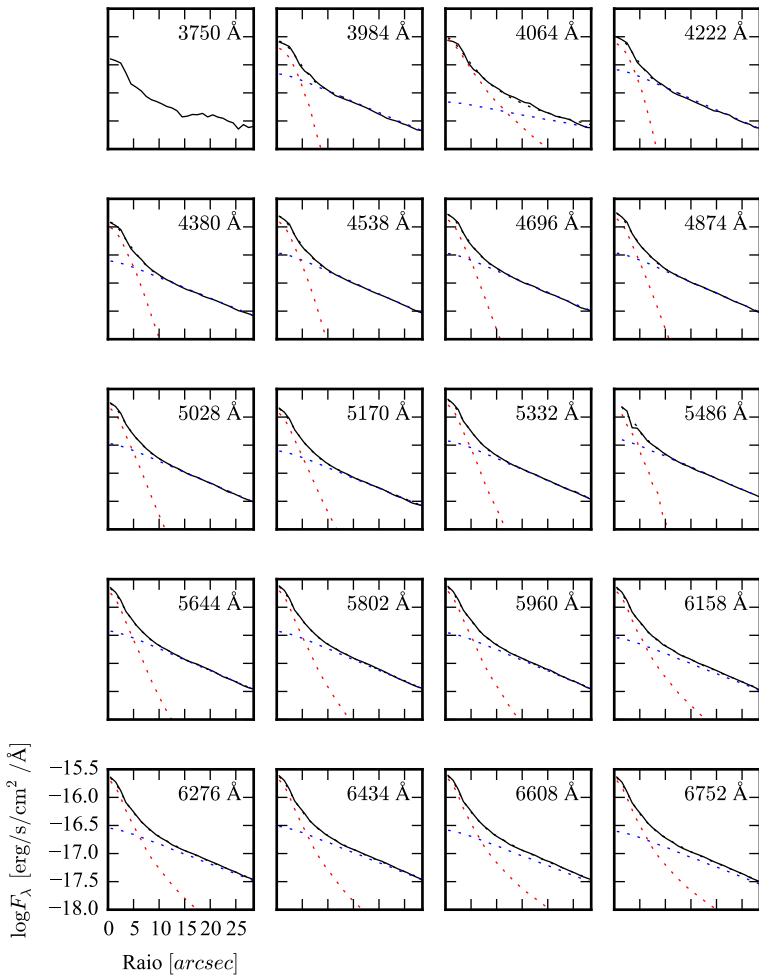 3750 Å
3984 Å
4064 Å
4222 Å
4380 Å
4538 Å
4696 Å
4874 Å
5028 Å
5170 Å
5332 Å
5486 Å
5644 Å
5802 Å
5960 Å
6158 Å
6276 Å
6434 Å
6608 Å
6752 Å
−15.5
−16.0
−16.5
−17.0
−17.5
−18.0
logFλ [erg/s/cm² /Å]
0 5 10 15 20 25
Raio [arcsec]